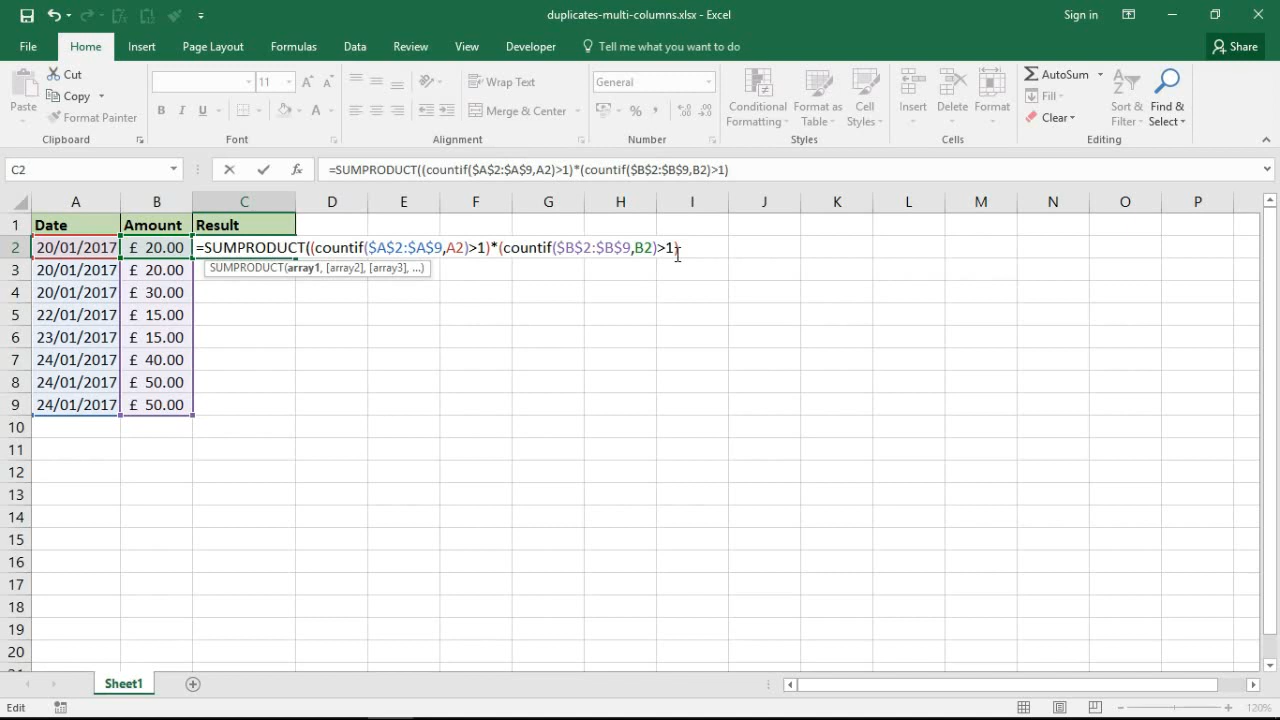 duplicates-multi-columns.xlsx - Excel
Sign in
File Home Insert Page Layout Formulas Data Review View Developer Tell me what you want to do Share
Paste
Cut
Copy
Format Painter
Clipboard
11
B I U
Font
Wrap Text
Merge & Center
Alignment
General
%
Number
Conditional Formatting
Format as Table
Cell Styles
Styles
Insert
Delete
Format
Cells
AutoSum
Fill
Clear
Sort & Filter
Find & Select
Editing
C2 fx =SUMPRODUCT((countif($A$2:$A$9,A2)>1)*(countif($B$2:$B$9,B2)>1)
A B C D E F G H I J K L M N O P
1 Date Amount Result
2 20/01/2017 £ 20.00 =SUMPRODUCT((countif($A$2:$A$9,A2)>1)*(countif($B$2:$B$9,B2)>1)
SUMPRODUCT(array1, [array2], [array3], ...)
3 20/01/2017 £ 20.00
4 20/01/2017 £ 30.00
5 22/01/2017 £ 15.00
6 23/01/2017 £ 15.00
7 24/01/2017 £ 40.00
8 24/01/2017 £ 50.00
9 24/01/2017 £ 50.00
10
11
12
13
14
15
16
17
18
19
20
Sheet1
Edit
120%